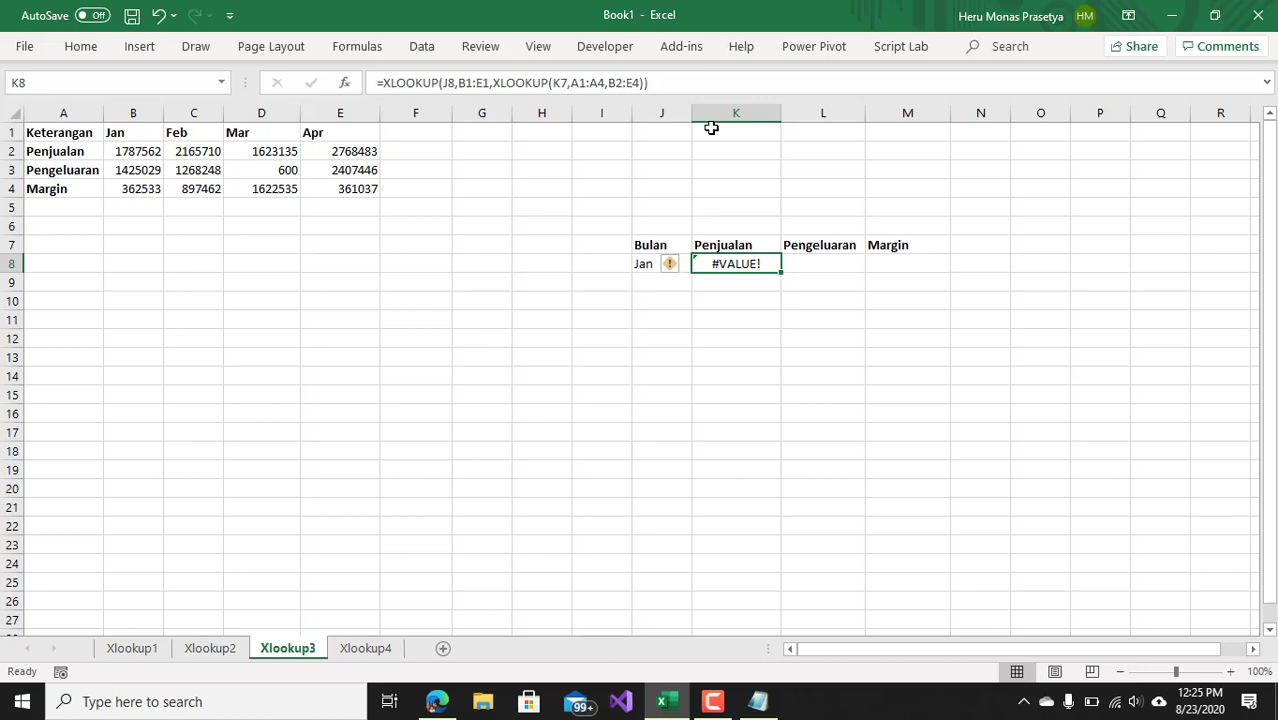 AutoSave Off Book1 - Excel Heru Monas Prasetya HM
File Home Insert Draw Page Layout Formulas Data Review View Developer Add-ins Help Power Pivot Script Lab Search Share Comments
K8 fx =XLOOKUP(J8,B1:E1,XLOOKUP(K7,A1:A4,B2:E4))
A B C D E F G H I J K L M N O P Q R
1 Keterangan Jan Feb Mar Apr
2 Penjualan 1787562 2165710 1623135 2768483
3 Pengeluaran 1425029 1268248 600 2407446
4 Margin 362533 897462 1622535 361037
5
6
7 Bulan Penjualan Pengeluaran Margin
8 Jan #VALUE!
9
10
11
12
13
14
15
16
17
18
19
20
21
22
23
24
25
26
27
Xlookup1 Xlookup2 Xlookup3 Xlookup4
Ready 100%
Type here to search 99+ 12:25 PM
8/23/2020